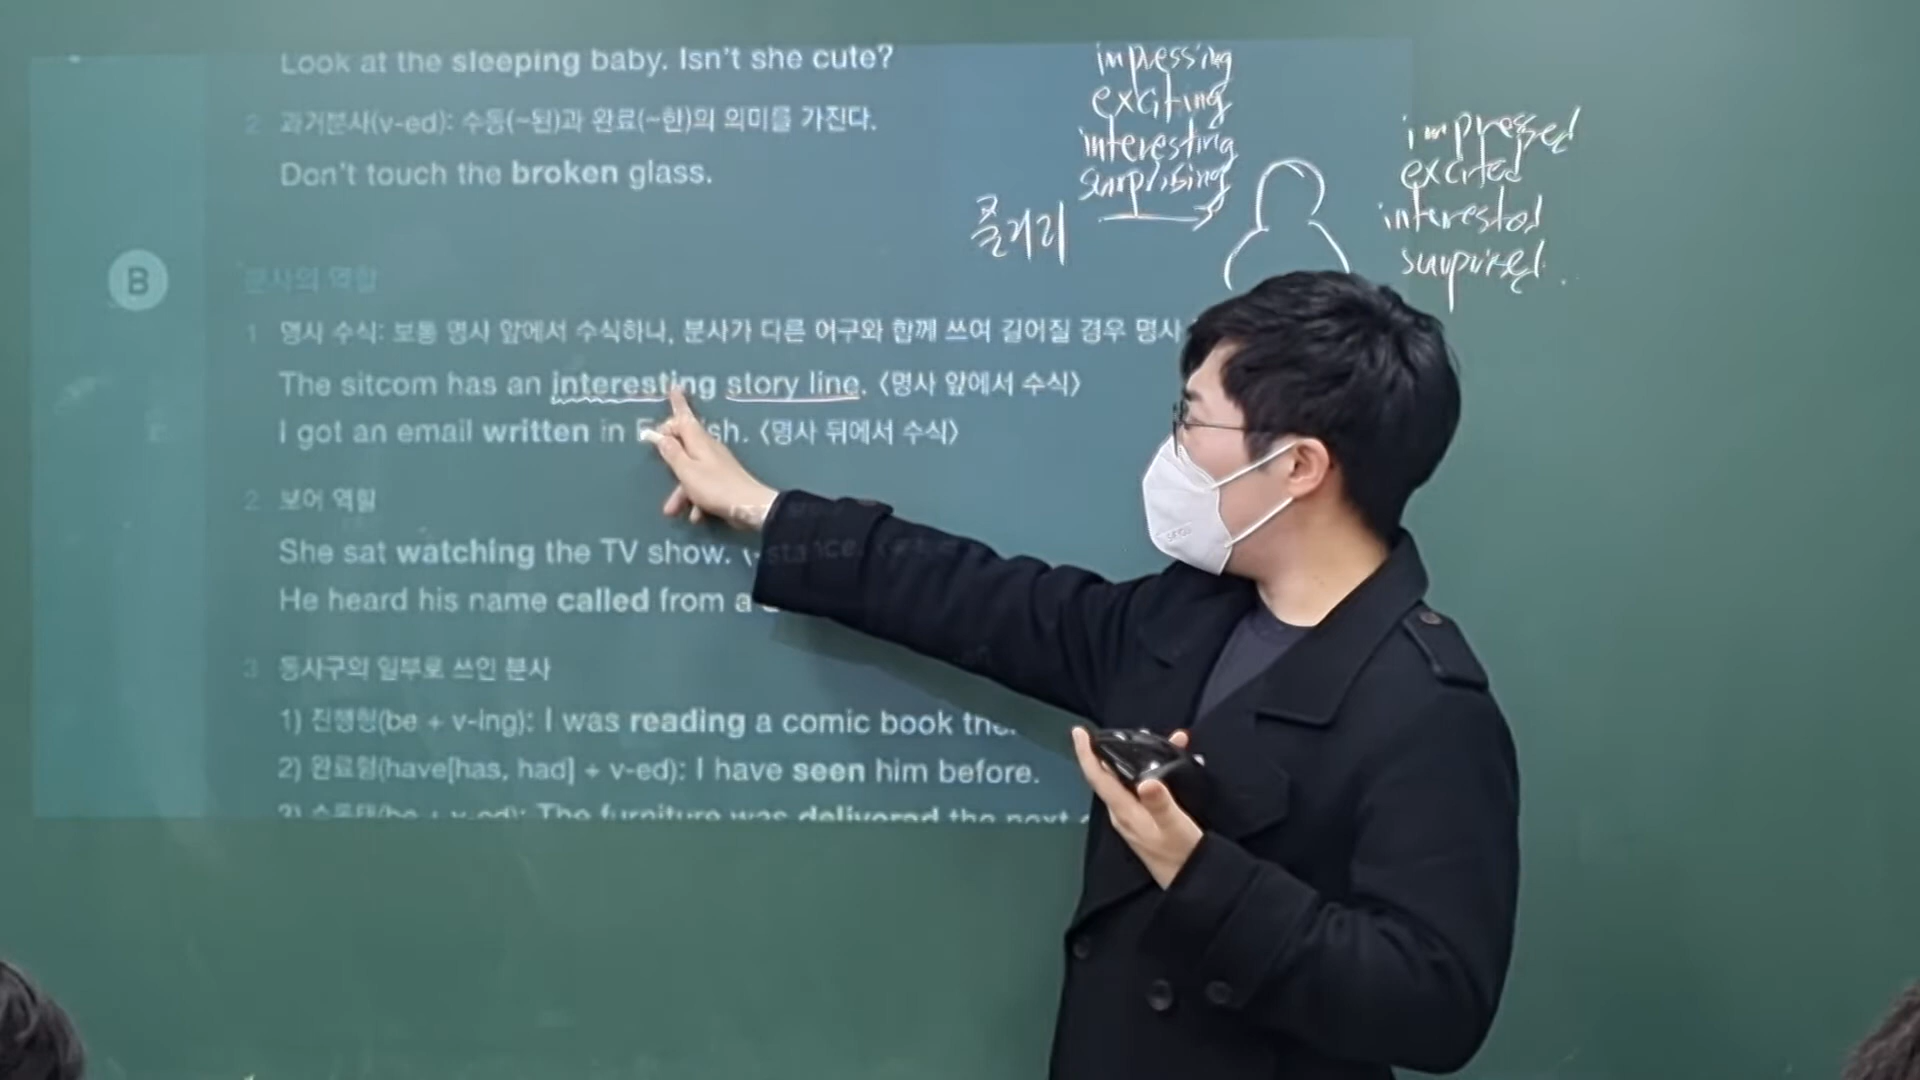 Look at the sleeping baby. Isn't she cute?
2 과거분사(v-ed): 수동(~된)과 완료(~한)의 의미를 가진다.
Don't touch the broken glass.
impressing
exciting
interesting
surprising
impressed
excited
interested
surprised.
B
분사의 역할
1 명사 수식: 보통 명사 앞에서 수식하나, 분사가 다른 어구와 함께 쓰여 길어질 경우 명사
The sitcom has an interesting story line. <명사 앞에서 수식>
I got an email written in <명사 뒤에서 수식>
2 보어 역할
She sat watching the TV show.
He heard his name called from a
3 동사구의 일부로 쓰인 분사
1) 진행형(be + v-ing): I was reading a comic book
2) 완료형(have[has, had] + v-ed): I have seen him before.
3) 수동태(be + v-ed): The furniture was delivered the next